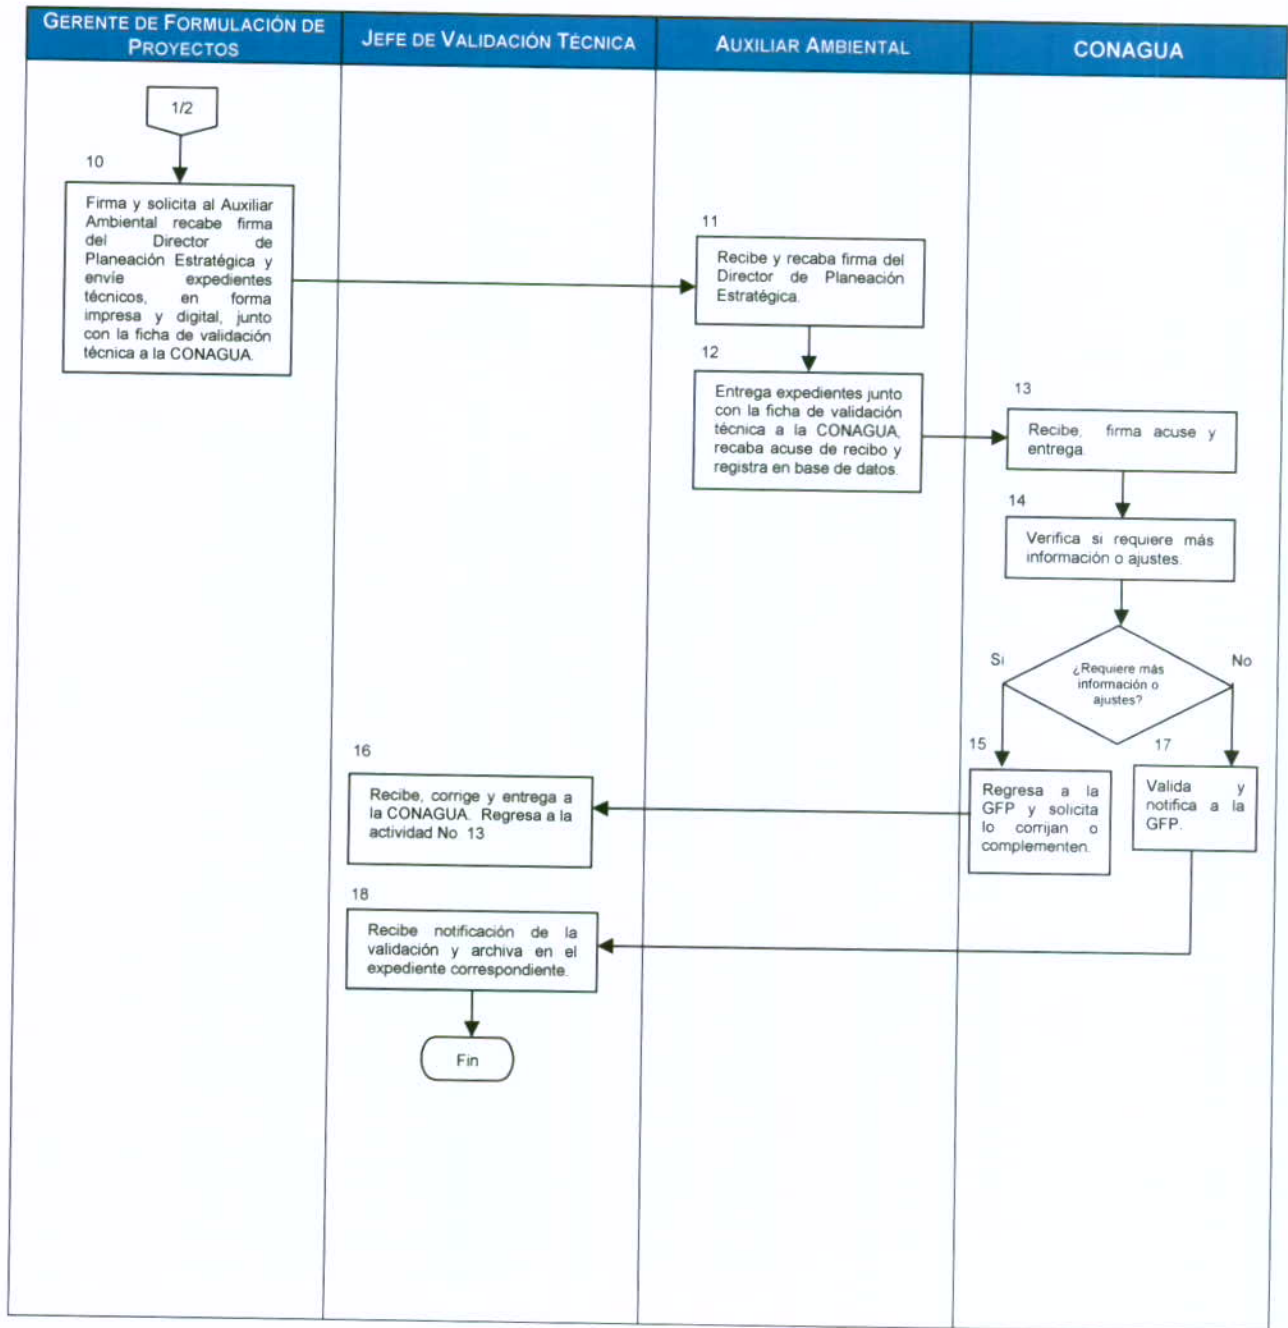 GERENTE DE FORMULACIÓN DE
PROYECTOS
JEFE DE VALIDACIÓN TÉCNICA
AUXILIAR AMBIENTAL
CONAGUA
1/2
10
Firma y solicita al Auxiliar
Ambiental recabe firma
del Director de
Planeación Estratégica y
envíe expedientes
técnicos, en forma
impresa y digital, junto
con la ficha de validación
técnica a la CONAGUA.
11
Recibe y recaba firma del
Director de Planeación
Estratégica.
12
Entrega expedientes junto
con la ficha de validación
técnica a la CONAGUA,
recaba acuse de recibo y
registra en base de datos.
13
Recibe, firma acuse y
entrega.
14
Verifica si requiere más
información o ajustes.
¿Requiere más
información o
ajustes?
Si
No
15
Regresa a la
GFP y solicita
lo corrijan o
complementen.
16
Recibe, corrige y entrega a
la CONAGUA. Regresa a la
actividad No 13
17
Valida y
notifica a la
GFP.
18
Recibe notificación de la
validación y archiva en el
expediente correspondiente.
Fin